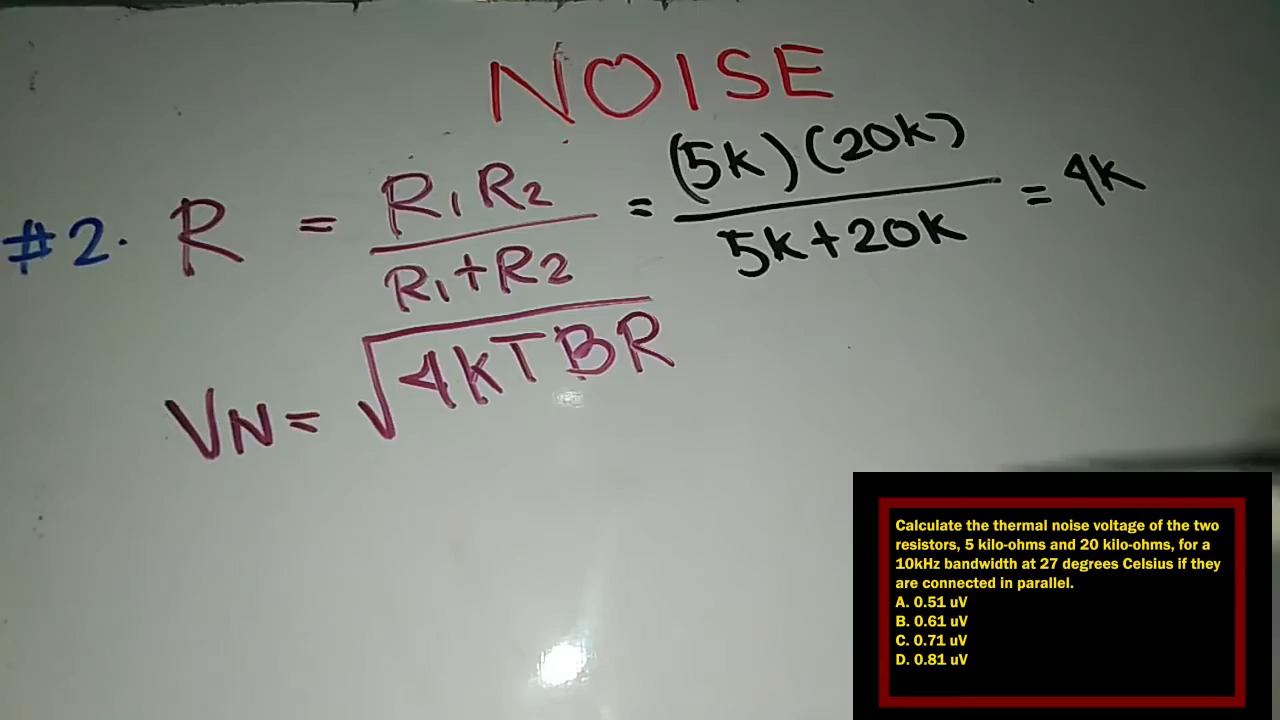 NOISE
#2. R = R1R2 / R1+R2 = (5k)(20k) / 5k+20k = 4k
VN= √4kTBR
Calculate the thermal noise voltage of the two
resistors, 5 kilo-ohms and 20 kilo-ohms, for a
10kHz bandwidth at 27 degrees Celsius if they
are connected in parallel.
A. 0.51 uV
B. 0.61 uV
C. 0.71 uV
D. 0.81 uV